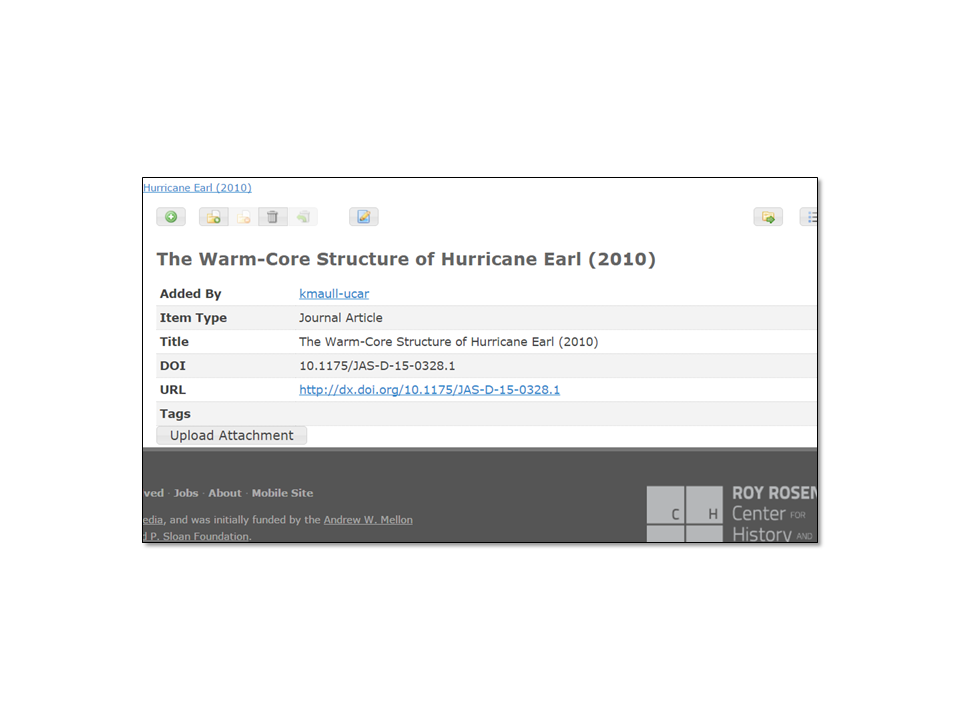 Hurricane Earl (2010)
The Warm-Core Structure of Hurricane Earl (2010)
Added By kmaull-ucar
Item Type Journal Article
Title The Warm-Core Structure of Hurricane Earl (2010)
DOI 10.1175/JAS-D-15-0328.1
URL http://dx.doi.org/10.1175/JAS-D-15-0328.1
Tags
Upload Attachment
ved · Jobs · About · Mobile Site
edia, and was initially funded by the Andrew W. Mellon
P. Sloan Foundation.
C H
ROY ROSEN
Center FOR
History AND